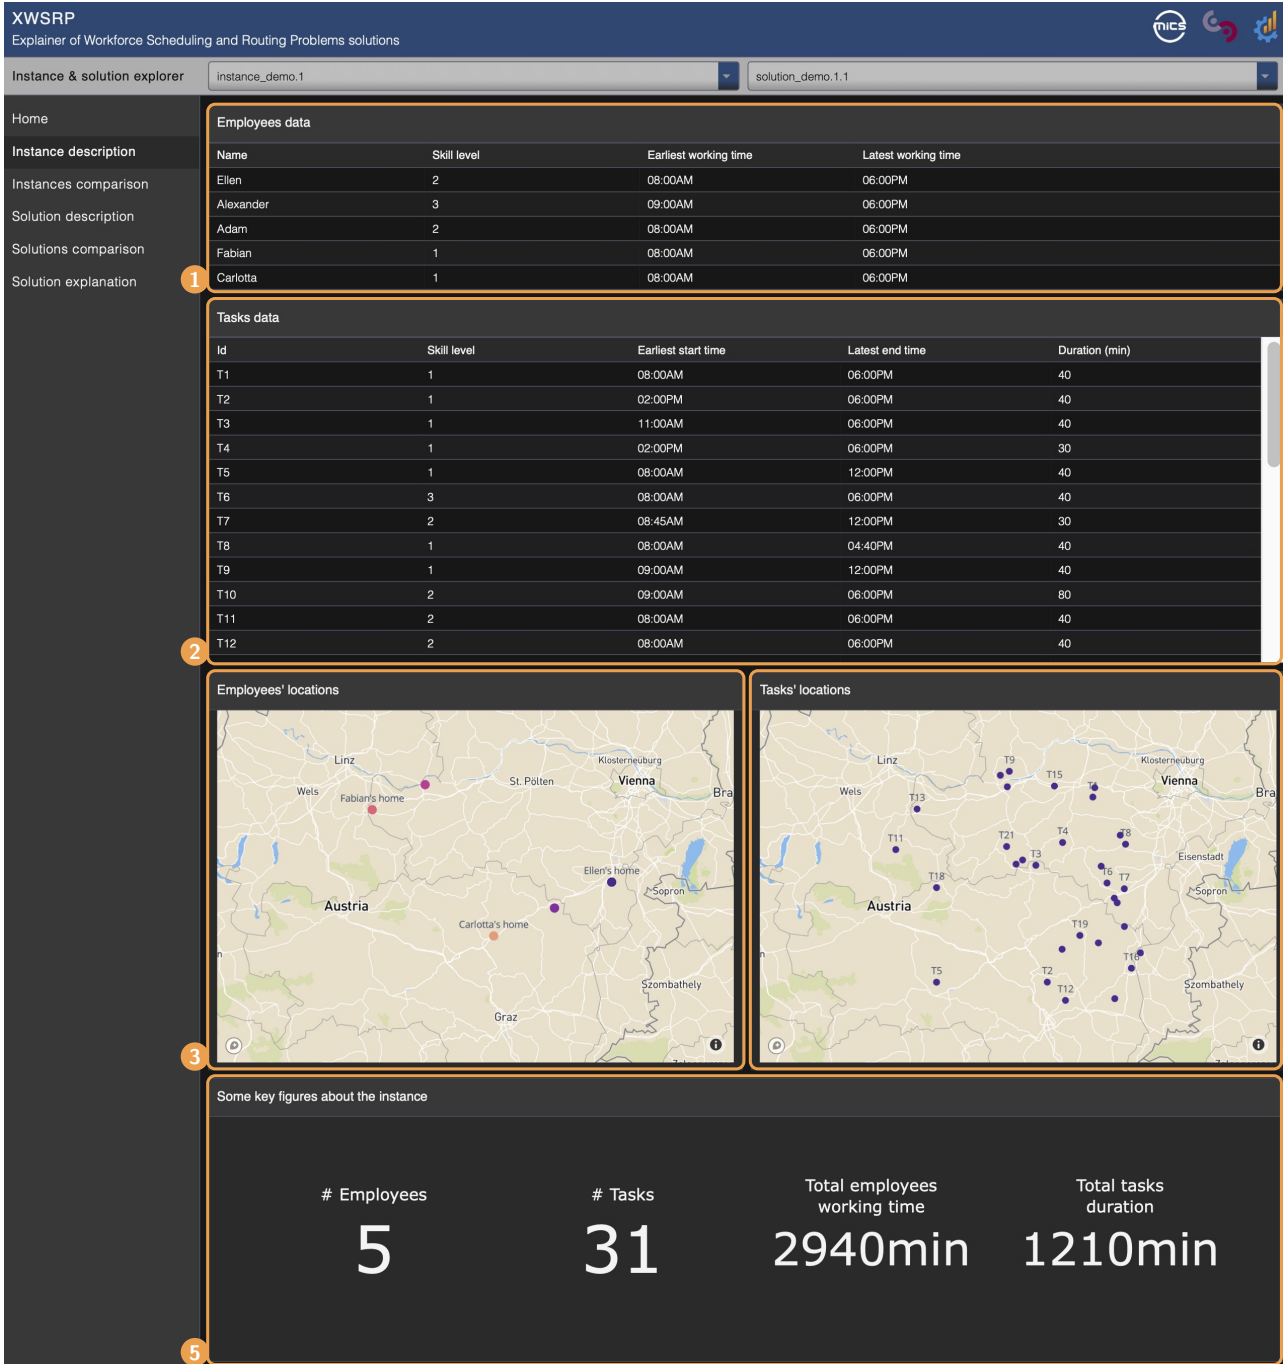 XWSRP
Explainer of Workforce Scheduling and Routing Problems solutions
mics
Instance & solution explorer
instance_demo.1
solution_demo.1.1
Home
Instance description
Instances comparison
Solution description
Solutions comparison
Solution explanation
Employees data
Name Skill level Earliest working time Latest working time
Ellen 2 08:00AM 06:00PM
Alexander 3 09:00AM 06:00PM
Adam 2 08:00AM 06:00PM
Fabian 1 08:00AM 06:00PM
Carlotta 1 08:00AM 06:00PM
1
Tasks data
Id Skill level Earliest start time Latest end time Duration (min)
T1 1 08:00AM 06:00PM 40
T2 1 02:00PM 06:00PM 40
T3 1 11:00AM 06:00PM 40
T4 1 02:00PM 06:00PM 30
T5 1 08:00AM 12:00PM 40
T6 3 08:00AM 06:00PM 40
T7 2 08:45AM 12:00PM 30
T8 1 08:00AM 04:40PM 40
T9 1 09:00AM 12:00PM 40
T10 2 09:00AM 06:00PM 80
T11 2 08:00AM 06:00PM 40
T12 2 08:00AM 06:00PM 40
2
Employees' locations
Linz
Klosterneuburg
St. Pölten
Vienna
Wels
Fabian's home
Bra
Ellen's home
Sopron
Austria
Carlotta's home
Szombathely
Graz
3
Tasks' locations
Linz
T9
Klosterneuburg
T15
Vienna
Wels
T13
T1
Bra
T11
T21
T4
T8
T3
Eisenstadt
T18
T6
T7
Sopron
Austria
T19
T16
T5
T2
T12
Szombathely
Some key figures about the instance
# Employees
5
# Tasks
31
Total employees
working time
2940min
Total tasks
duration
1210min
5